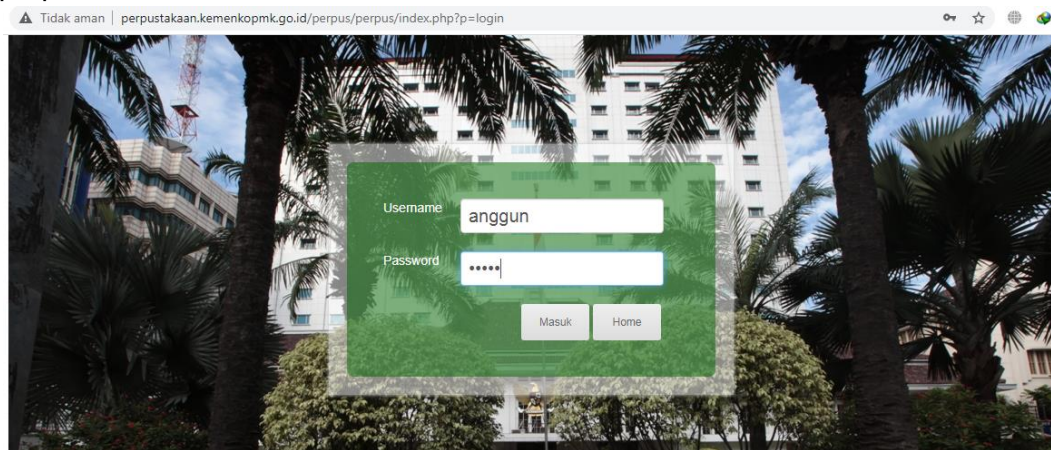 Tidak aman | perpustakaan.kemenkopmk.go.id/perpus/perpus/index.php?p=login
Username anggun
Password •••••
Masuk Home